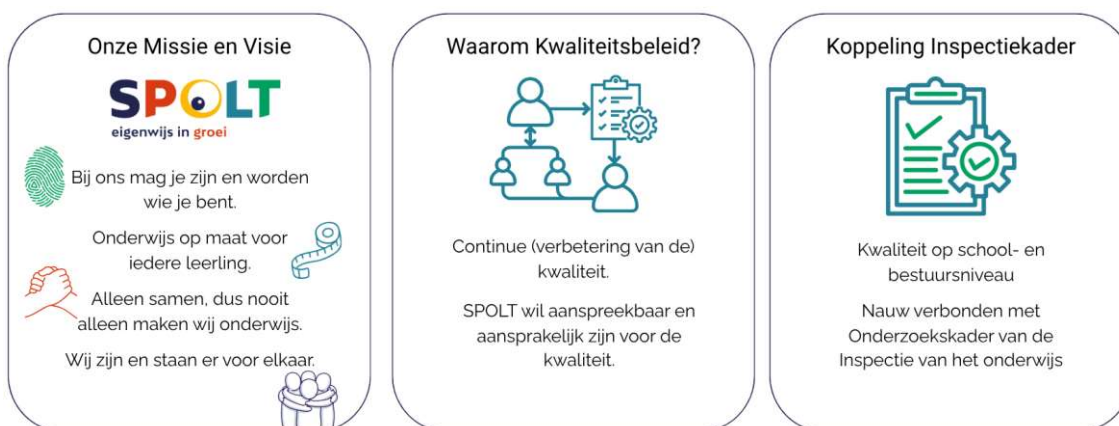 Onze Missie en Visie
SPOLT
eigenwijs in groei
Bij ons mag je zijn en worden
wie je bent.
Onderwijs op maat voor
iedere leerling.
Alleen samen, dus nooit
alleen maken wij onderwijs.
Wij zijn en staan er voor elkaar.
Waarom Kwaliteitsbeleid?
Continue (verbetering van de)
kwaliteit.
SPOLT wil aanspreekbaar en
aansprakelijk zijn voor de
kwaliteit.
Koppeling Inspectiekader
Kwaliteit op school- en
bestuursniveau
Nauw verbonden met
Onderzoekskader van de
Inspectie van het onderwijs